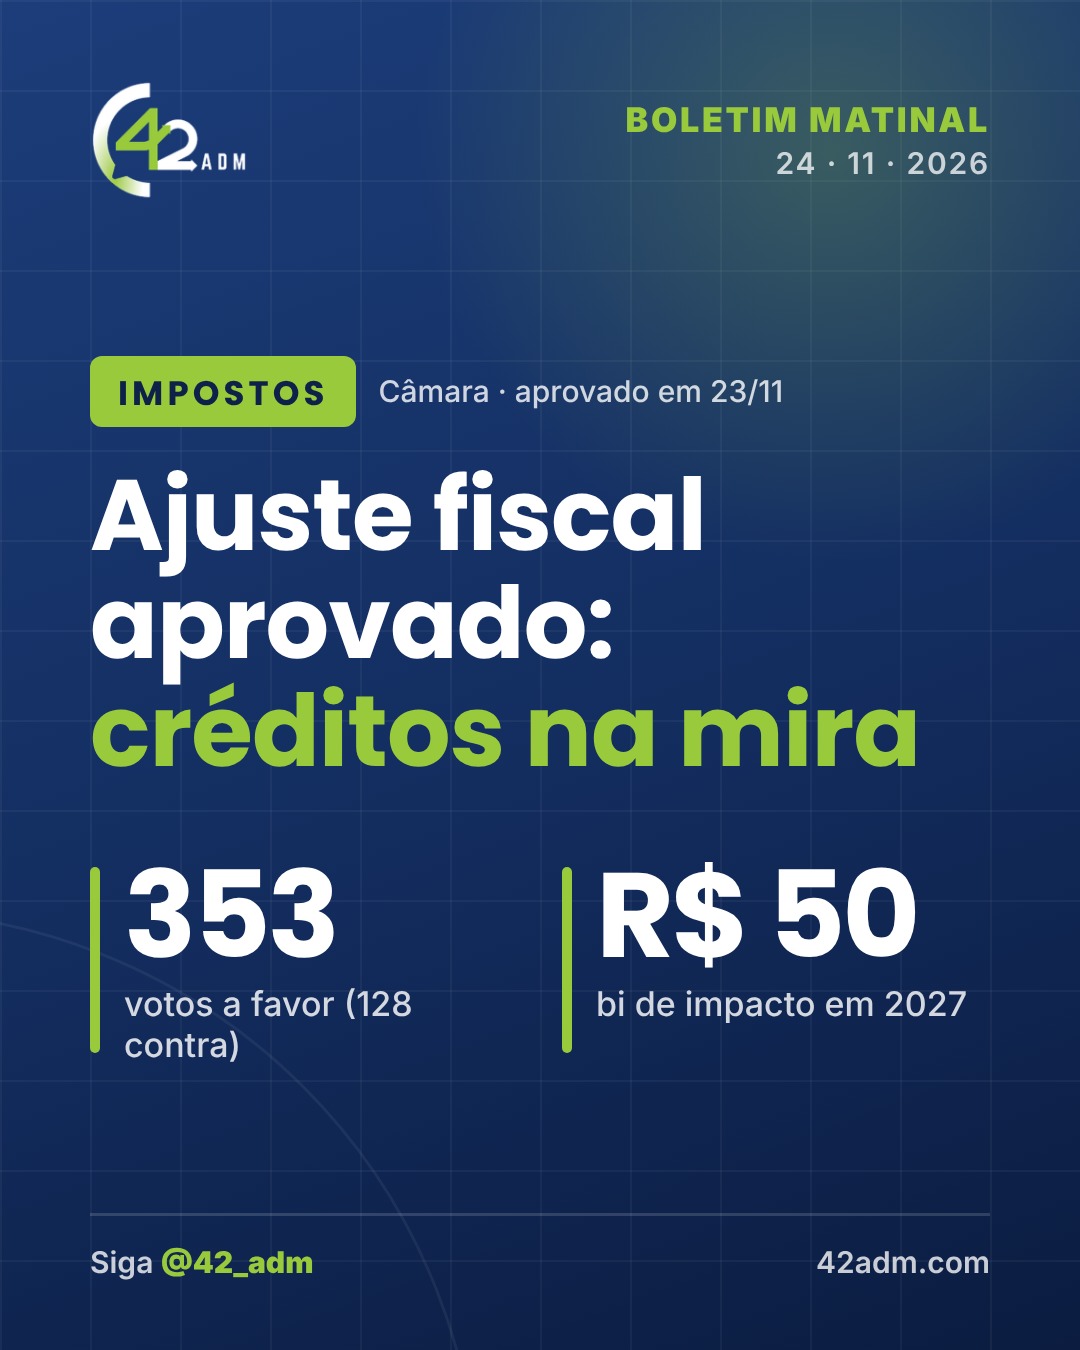 42 ADM
BOLETIM MATINAL
24 · 11 · 2026
IMPOSTOS
Câmara · aprovado em 23/11
Ajuste fiscal
aprovado:
créditos na mira
353
votos a favor (128
contra)
R$ 50
bi de impacto em 2027
Siga @42_adm
42adm.com